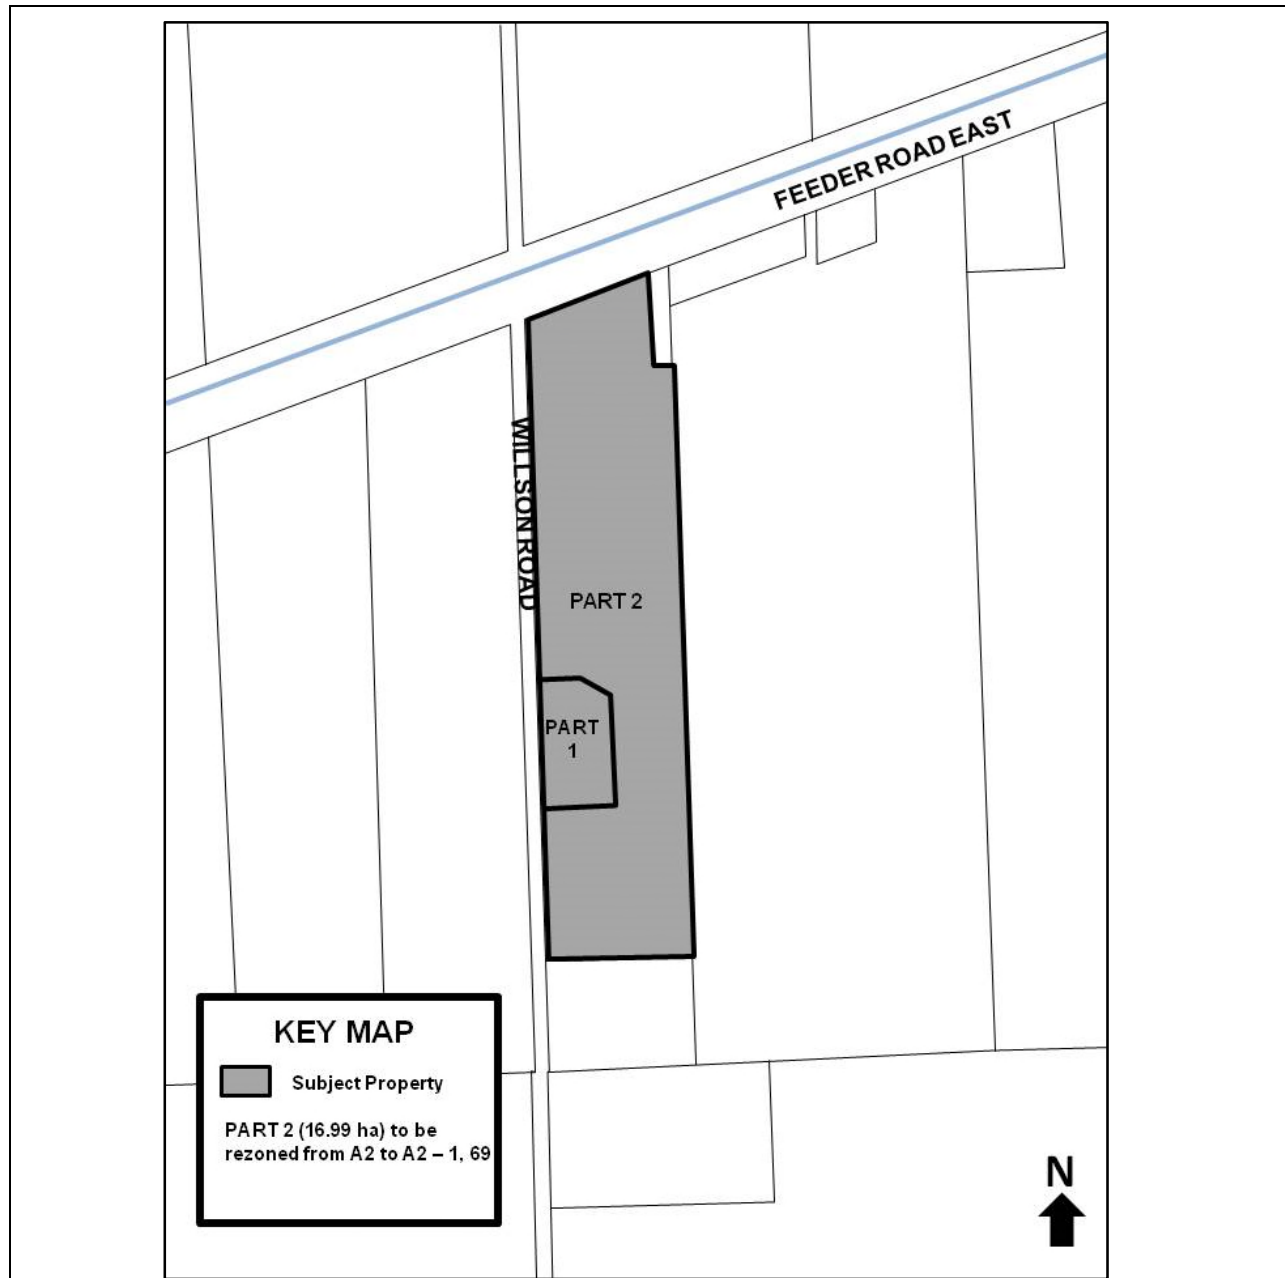 FEEDER ROAD EAST
WILLSON ROAD
PART 2
PART
1
KEY MAP
Subject Property
PART 2 (16.99 ha) to be
rezoned from A2 to A2 – 1, 69
N